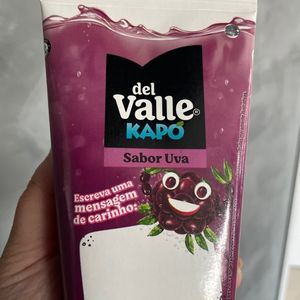 del
Valle®
KAPO
Sabor Uva
Escreva uma
mensagem
de carinho: